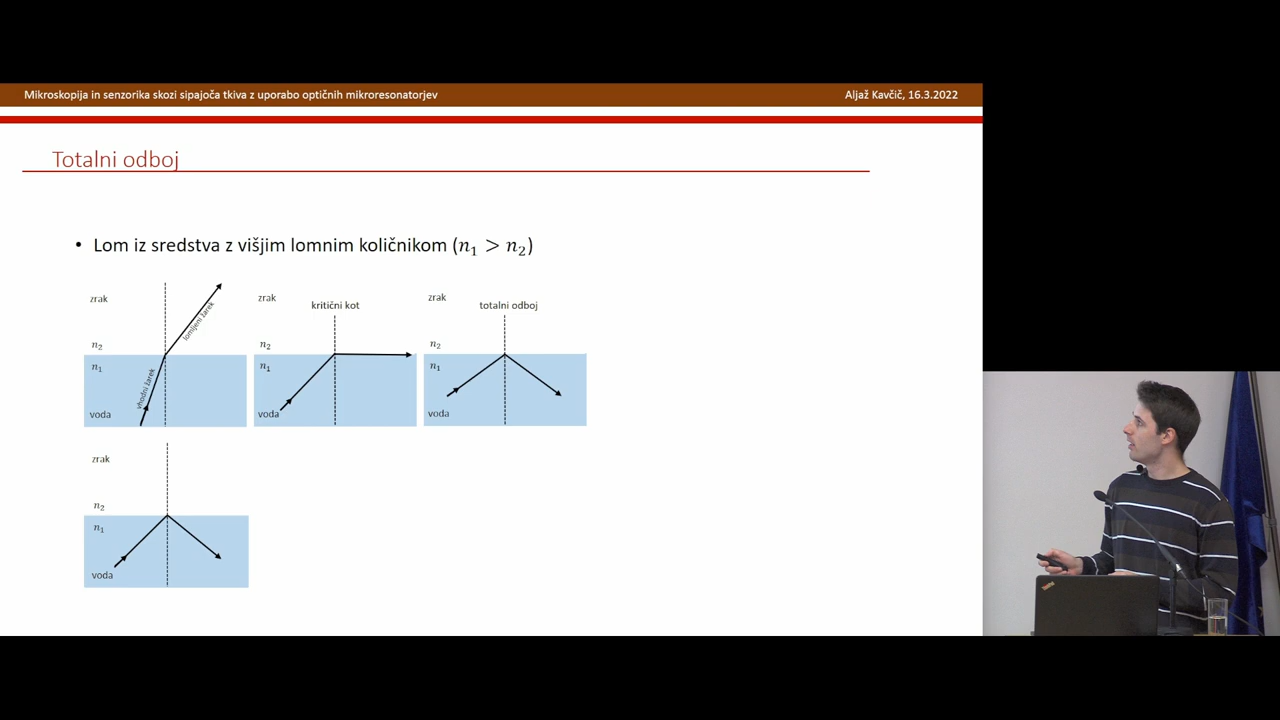 Mikroskopija in senzorika skozi sipajoča tkiva z uporabo optičnih mikroresonatorjev
Aljaž Kavčič, 16.3.2022
Totalni odboj
• Lom iz sredstva z višjim lomnim količnikom (n₁ > n₂)
zrak
lomljeni žarek
n₂
n₁
vhodni žarek
voda
zrak
kritični kot
n₂
n₁
voda
zrak
totalni odboj
n₂
n₁
voda
zrak
n₂
n₁
voda